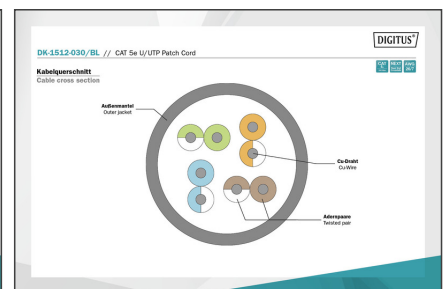 DIGITUS®
DK-1512-030/BL // CAT 5e U/UTP Patch Cord
Kabelquerschnitt
Cable cross section
Außenmantel
Outer jacket
Cu-Draht
Cu-Wire
Aderspaare
Twisted pair